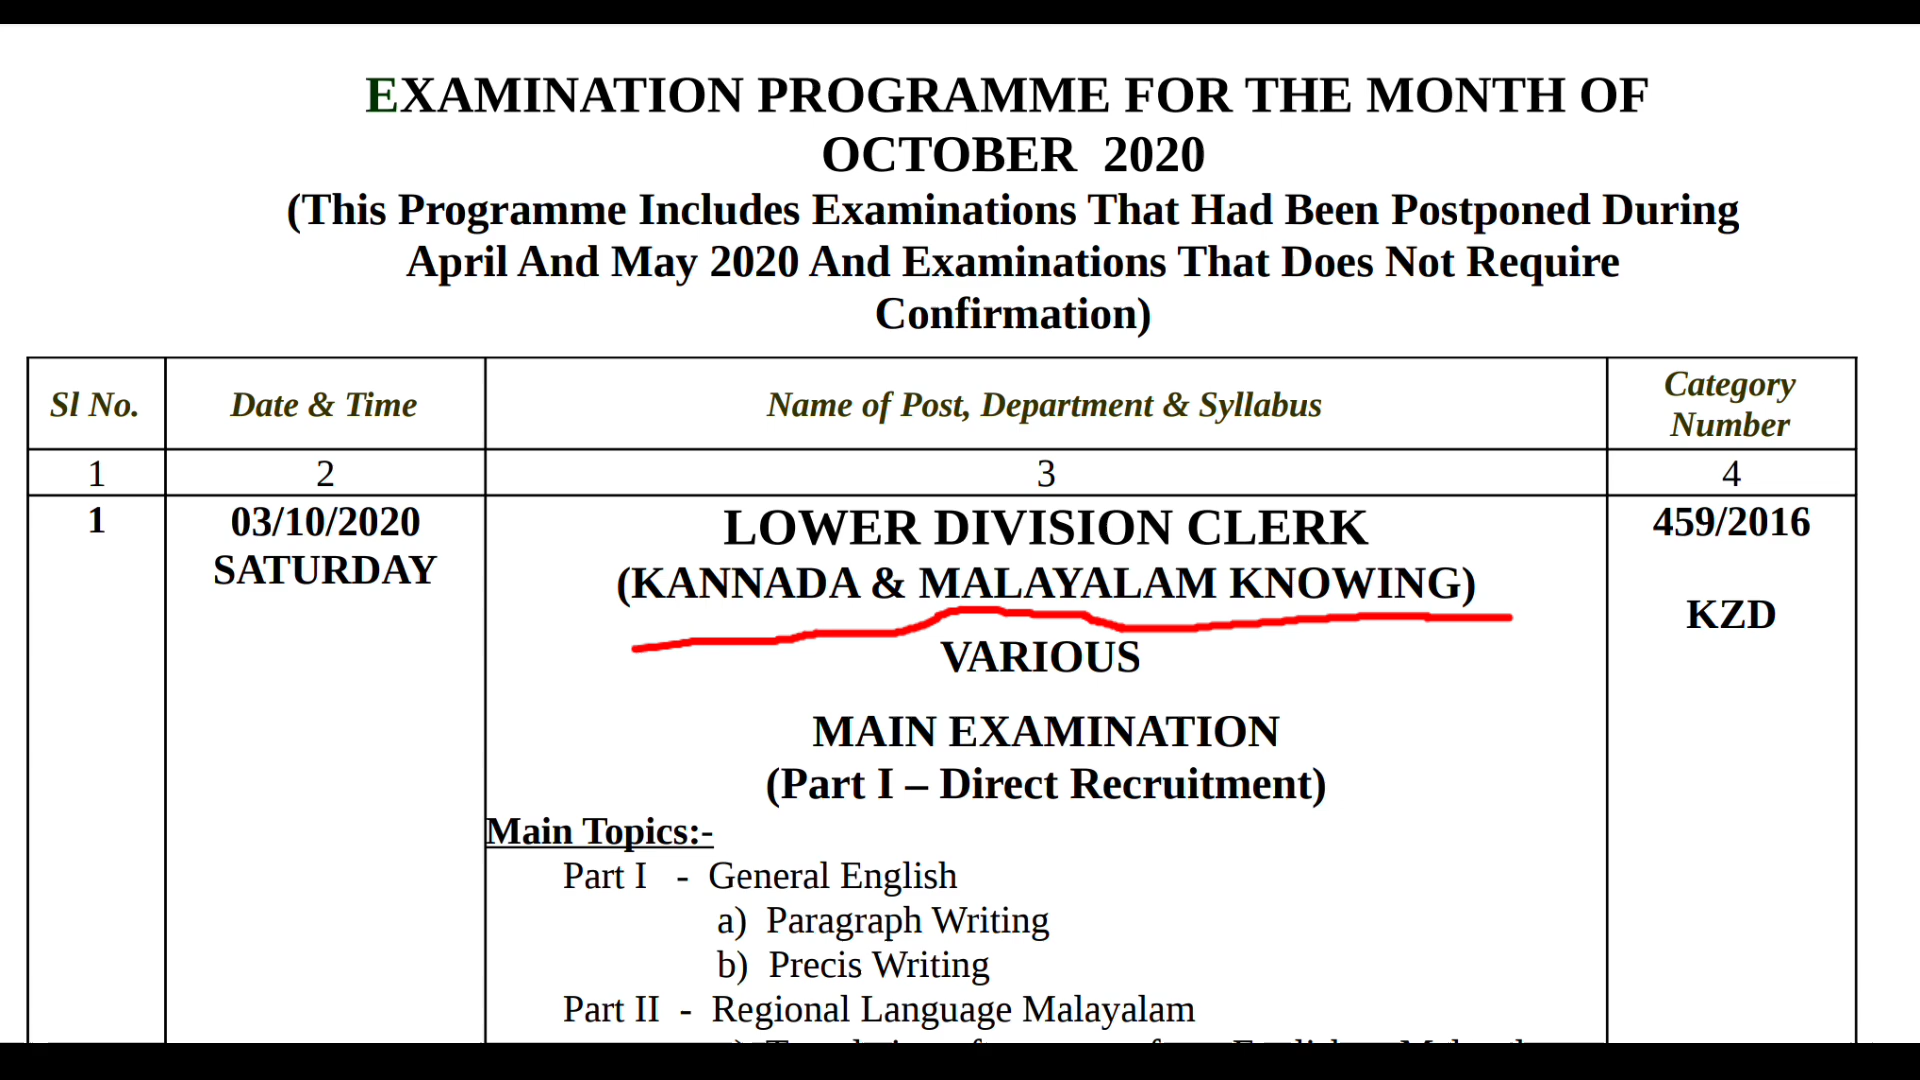 EXAMINATION PROGRAMME FOR THE MONTH OF
OCTOBER 2020
(This Programme Includes Examinations That Had Been Postponed During
April And May 2020 And Examinations That Does Not Require
Confirmation)
Sl No.
Date & Time
Name of Post, Department & Syllabus
Category
Number
1
2
3
4
1
03/10/2020
SATURDAY
LOWER DIVISION CLERK
(KANNADA & MALAYALAM KNOWING)
VARIOUS
MAIN EXAMINATION
(Part I – Direct Recruitment)
Main Topics:-
Part I - General English
a) Paragraph Writing
b) Precis Writing
Part II - Regional Language Malayalam
459/2016
KZD